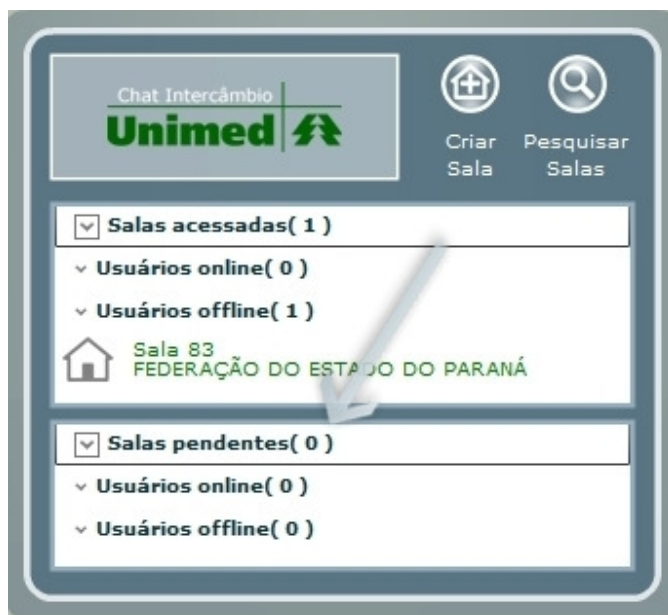 Chat Intercâmbio
Unimed
Criar
Sala
Pesquisar
Salas
Salas acessadas( 1 )
Usuários online( 0 )
Usuários offline( 1 )
Sala 83
FEDERAÇÃO DO ESTADO DO PARANÁ
Salas pendentes( 0 )
Usuários online( 0 )
Usuários offline( 0 )